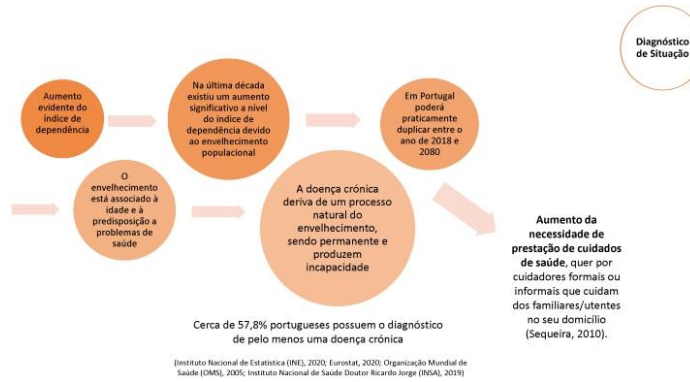 Diagnóstico
de Situação
Aumento
evidente do
índice de
dependência
Na última década
existiu um aumento
significativo a nível
do índice de
dependência devido
ao envelhecimento
populacional
Em Portugal
poderá
praticamente
duplicar entre o
ano de 2018 e
2080
O
envelhecimento
está associado à
idade e à
predisposição a
problemas de
saúde
A doença crónica
deriva de um processo
natural do
envelhecimento,
sendo permanente e
produzem
incapacidade
Aumento da
necessidade de
prestação de cuidados
de saúde, quer por
cuidadores formais ou
informais que cuidam
dos familiares/utentes
no seu domicílio
(Sequeira, 2010).
Cerca de 57,8% portugueses possuem o diagnóstico
de pelo menos uma doença crónica
(Instituto Nacional de Estatística (INE), 2020; Eurostat, 2020; Organização Mundial de
Saúde (OMS), 2005; Instituto Nacional de Saúde Doutor Ricardo Jorge (INSA), 2019)